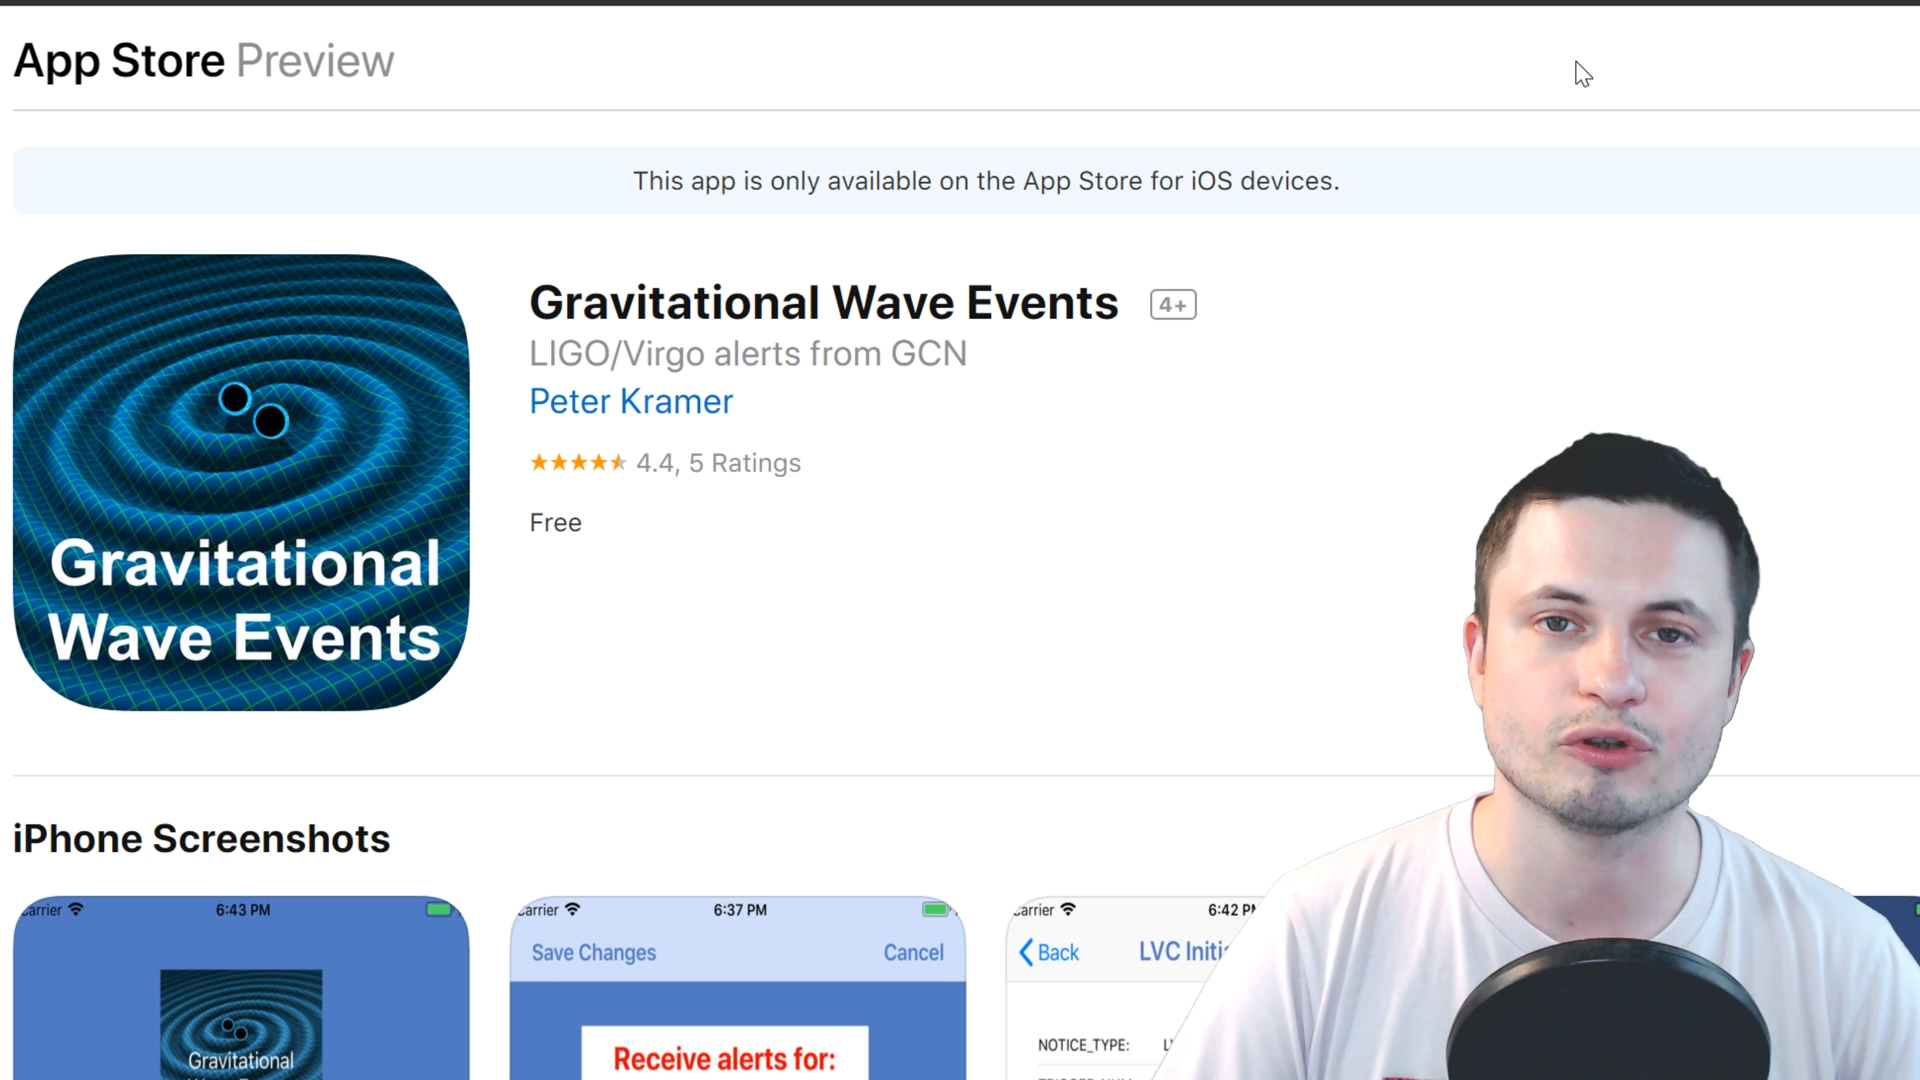 App Store Preview
This app is only available on the App Store for iOS devices.
Gravitational Wave Events 4+
LIGO/Virgo alerts from GCN
Peter Kramer
4.4, 5 Ratings
Free
Gravitational
Wave Events
iPhone Screenshots
6:43 PM
Gravitational
6:37 PM
Save Changes Cancel
Receive alerts for:
6:42
Back LVC
NOTICE_TYPE: